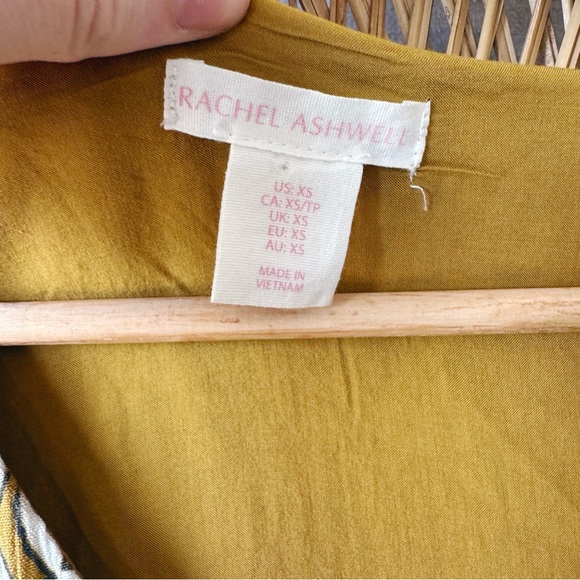 RACHEL ASHWELL
US: XS
CA: XS/TP
UK: XS
EU: XS
AU: XS
MADE IN
VIETNAM